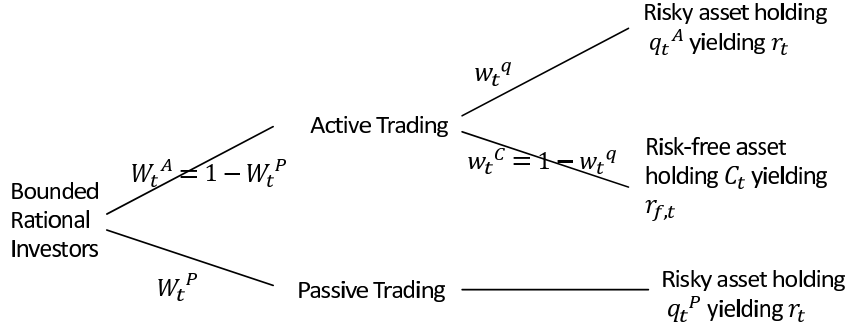 Risky asset holding
q_t^A yielding r_t
w_t^q
Active Trading
w_t^C = 1 − w_t^q
Risk-free asset
holding C_t yielding
r_{f,t}
W_t^A = 1 − W_t^P
Bounded
Rational
Investors
W_t^P
Passive Trading
Risky asset holding
q_t^P yielding r_t